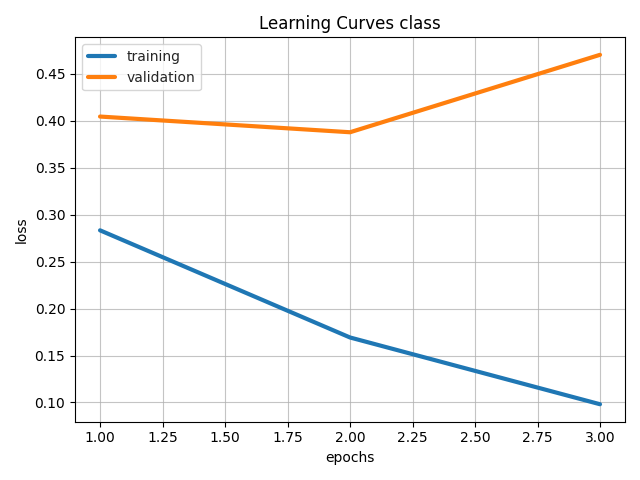 Learning Curves class
training
validation
0.45
0.40
0.35
0.30
0.25
0.20
0.15
0.10
loss
1.00 1.25 1.50 1.75 2.00 2.25 2.50 2.75 3.00
epochs